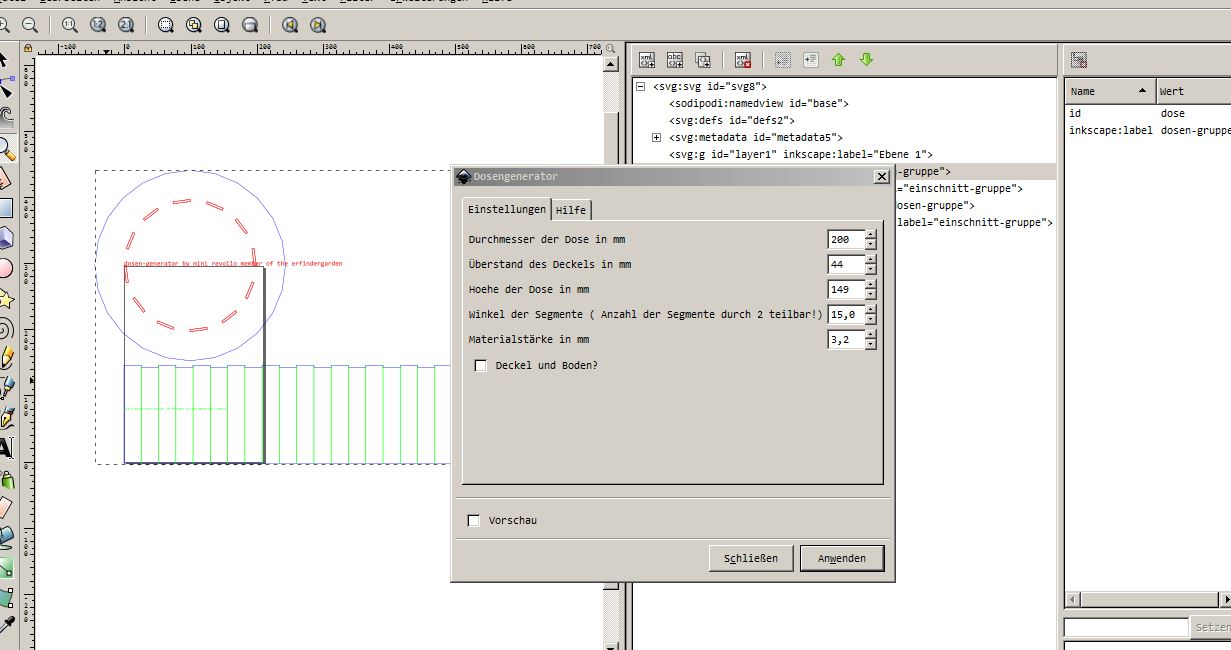 -100 0 100 200 300 400 500 600 700
<svg:svg id="svg8">
<sodipodi:namedview id="base">
<svg:defs id="defs2">
<svg:metadata id="metadata5">
<svg:g id="layer1" inkscape:label="Ebene 1">
-gruppe">
="einschnitt-gruppe">
osen-gruppe">
label="einschnitt-gruppe">
Name Wert
id dose
inkscape:label dosen-gruppe
Setzen
dosen-generator by mini revollo member of the erfindergarden
Dosengenerator
Einstellungen Hilfe
Durchmesser der Dose in mm 200
Überstand des Deckels in mm 44
Hoehe der Dose in mm 149
Winkel der Segmente ( Anzahl der Segmente durch 2 teilbar!) 15,0
Materialstärke in mm 3,2
Deckel und Boden?
Vorschau
Schließen Anwenden